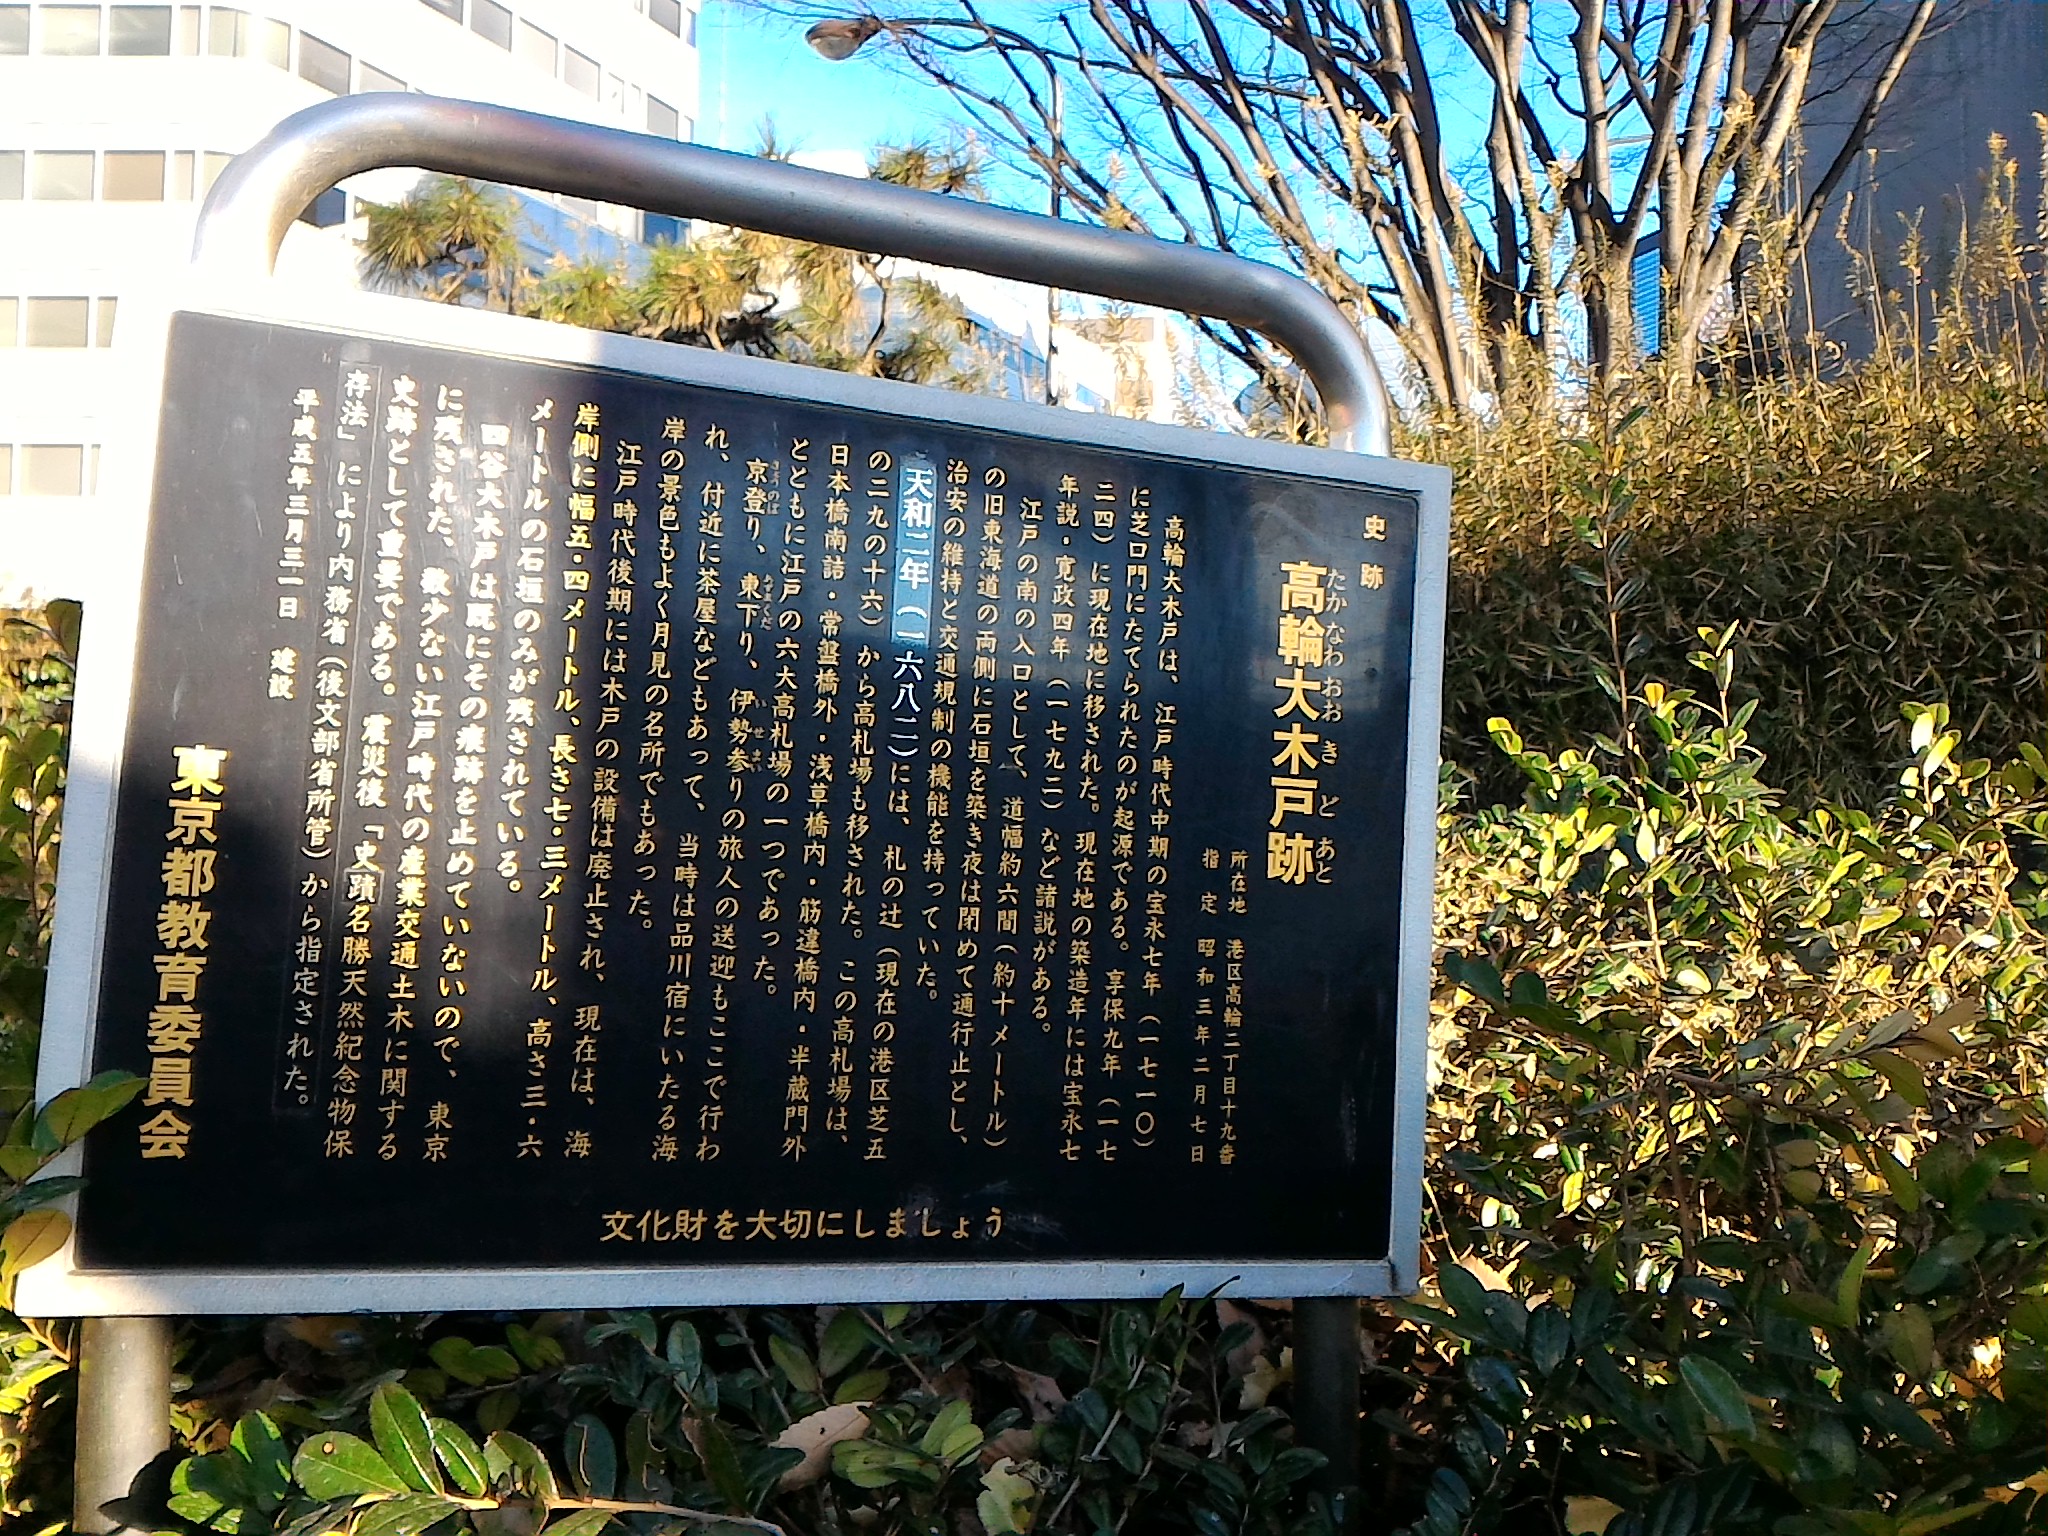 史跡
高輪大木戸跡
たかなわおおきどあと
所在地 港区高輪二丁目十九番
指定 昭和三年二月七日
高輪大木戸は、江戸時代中期の宝永七年(一七一〇)
に芝口門にたてられたのが起源である。享保九年(一七
二四)に現在地に移された。現在地の築造年には宝永七
年説・寛政四年(一七九二)など諸説がある。
江戸の南の入口として、道幅約六間(約十メートル)
の旧東海道の両側に石垣を築き夜は閉めて通行止とし、
治安の維持と交通規制の機能を持っていた。
天和二年(一六八二)には、札の辻(現在の港区芝五
の二九の十六)から高札場も移された。この高札場は、
日本橋南詰・常盤橋外・浅草橋内・筋違橋内・半蔵門外
とともに江戸の六大高札場の一つであった。
京登り、東下り、伊勢参りの旅人の送迎もここで行わ
きょうのぼ あずまくだ いせまい
れ、付近に茶屋などもあって、当時は品川宿にいたる海
岸の景色もよく月見の名所でもあった。
江戸時代後期には木戸の設備は廃止され、現在は、海
岸側に幅五・四メートル、長さ七・三メートル、高さ三・六
メートルの石垣のみが残されている。
四谷大木戸は既にその痕跡を止めていないので、東京
に残された、数少ない江戸時代の産業交通土木に関する
史跡として重要である。震災後「史蹟名勝天然紀念物保
存法」により内務省(後文部省所管)から指定された。
平成五年三月三一日 建設
東京都教育委員会
文化財を大切にしましょう